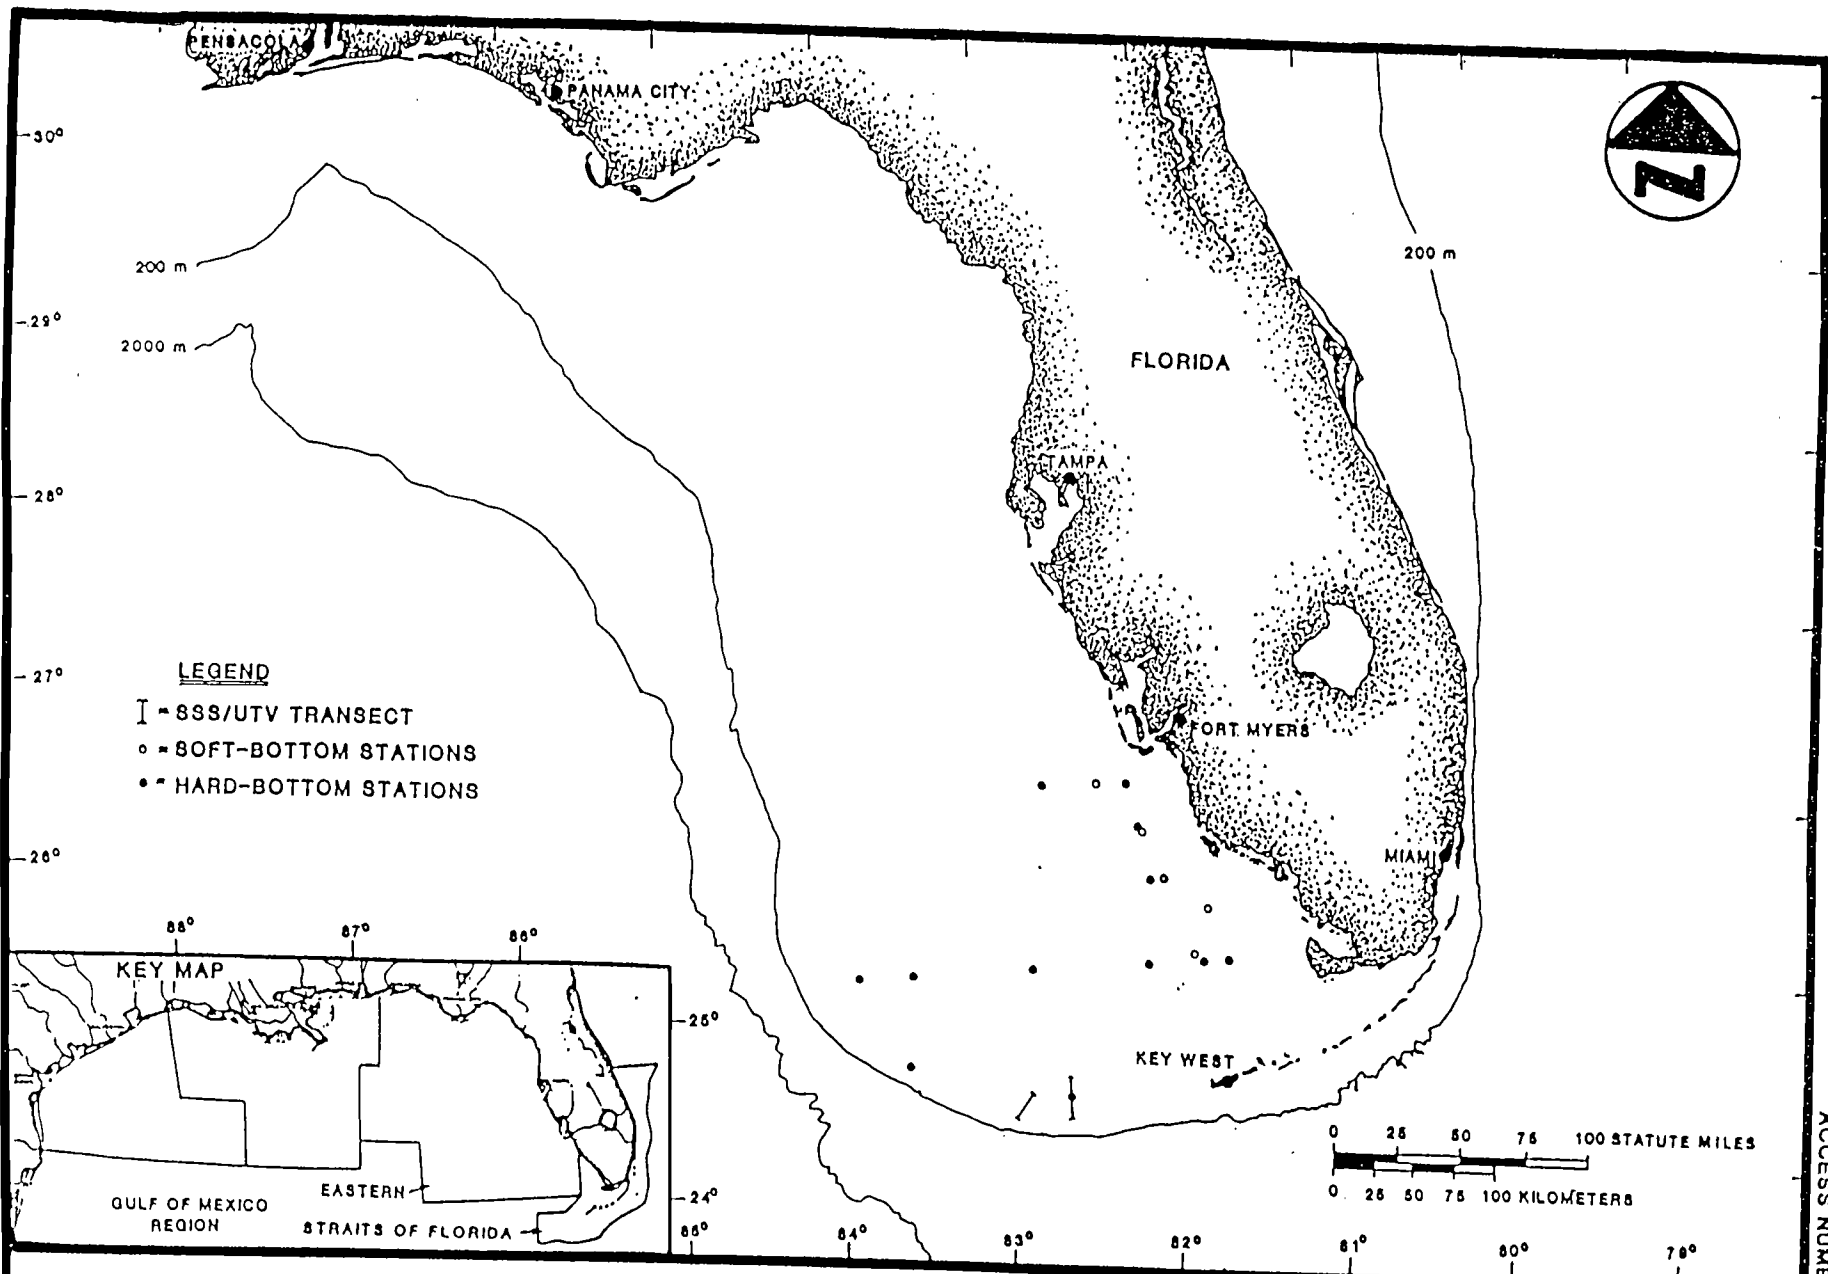 PENSACOLA
PANAMA CITY
30°
200 m
200 m
29°
2000 m
FLORIDA
TAMPA
28°
27°
LEGEND
I = SSS/UTV TRANSECT
o = SOFT-BOTTOM STATIONS
● = HARD-BOTTOM STATIONS
FORT MYERS
MIAMI
26°
88° 87° 86°
KEY MAP
25°
KEY WEST
0 25 50 75 100 STATUTE MILES
0 25 50 75 100 KILOMETERS
EASTERN
GULF OF MEXICO
REGION
STRAITS OF FLORIDA
24°
85° 84° 83° 82° 81° 80° 79°
N
ACCESS NUMBE